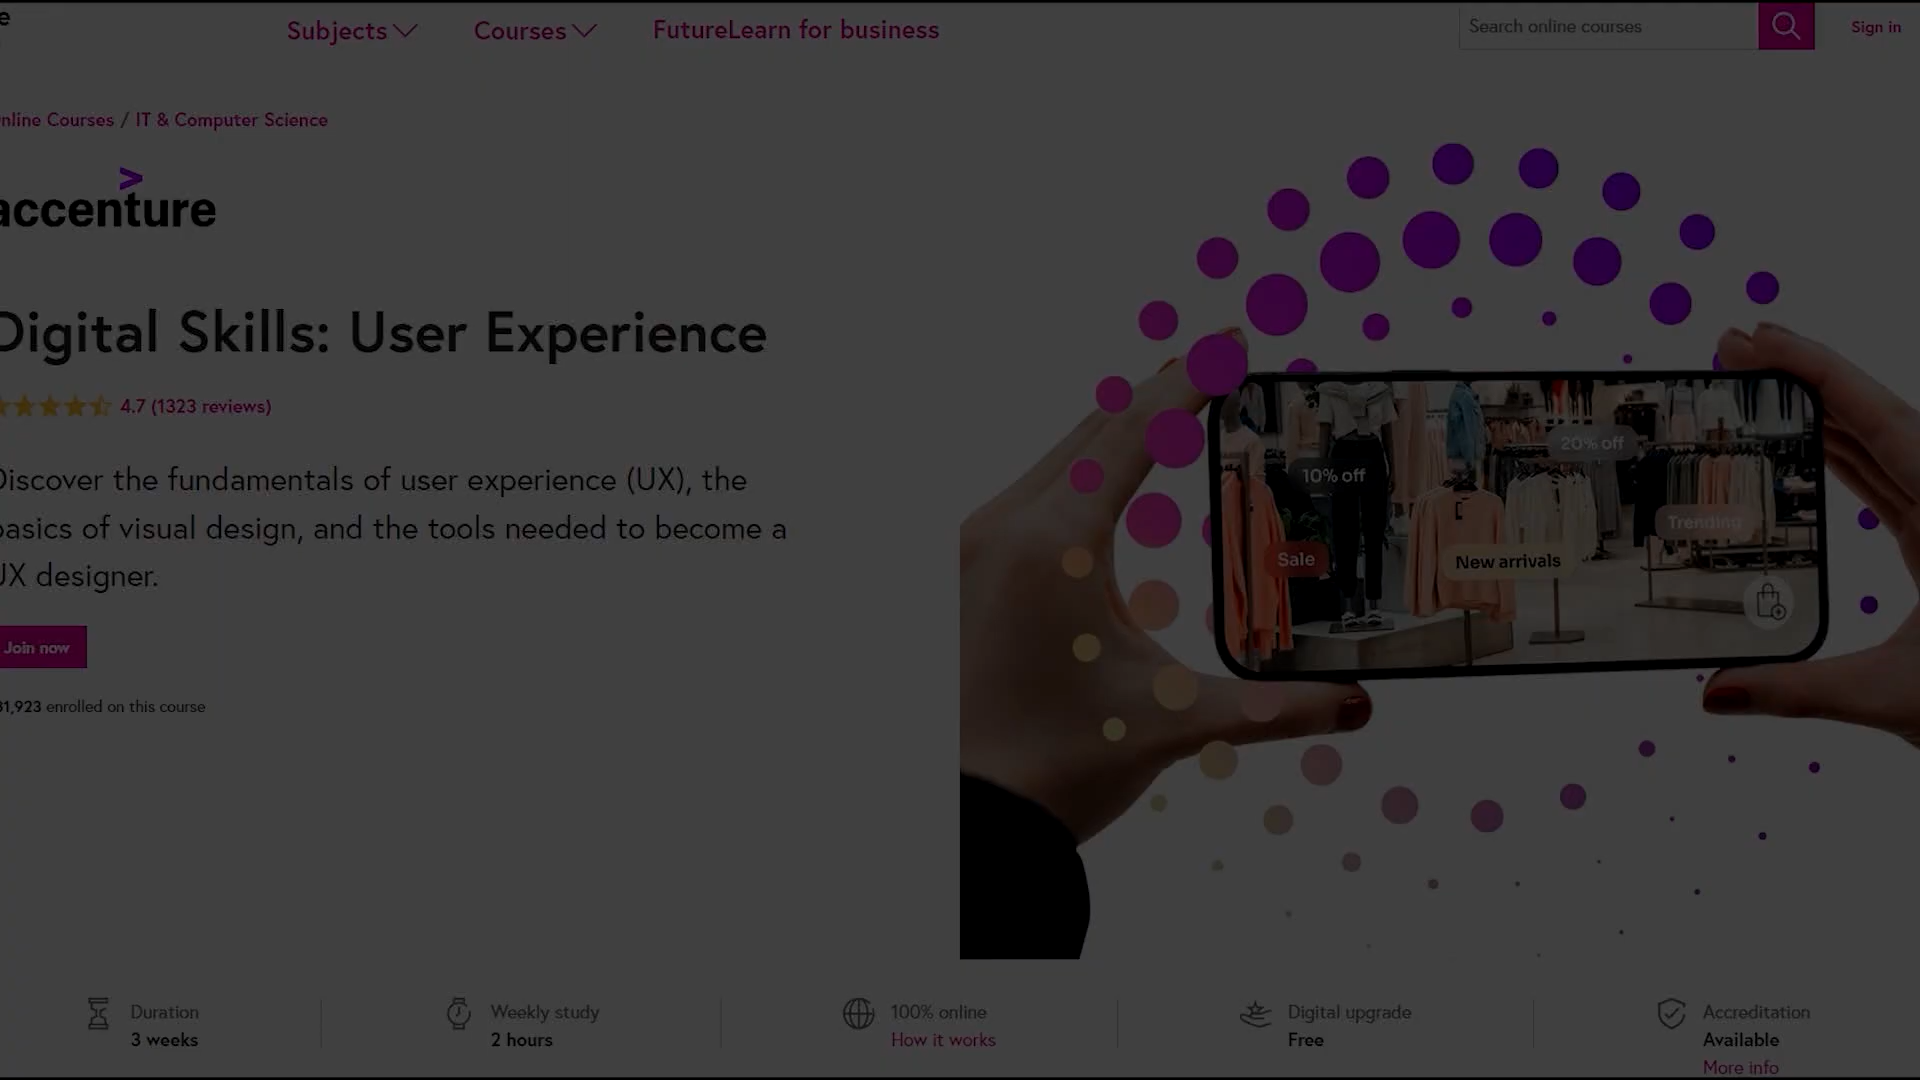 e
Subjects
Courses
FutureLearn for business
Search online courses
Sign in
nline Courses / IT & Computer Science
accenture
Digital Skills: User Experience
4.7 (1323 reviews)
Discover the fundamentals of user experience (UX), the
basics of visual design, and the tools needed to become a
UX designer.
Join now
31,923 enrolled on this course
20% off
10% off
Trending
Sale
New arrivals
Duration
3 weeks
Weekly study
2 hours
100% online
How it works
Digital upgrade
Free
Accreditation
Available
More info